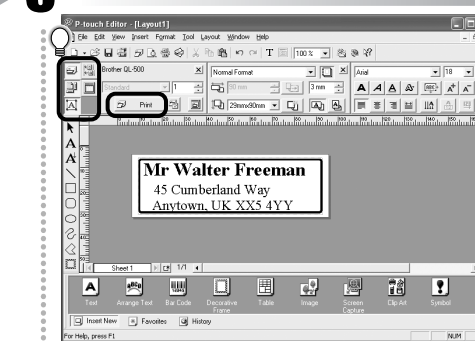 P-touch Editor - [Layout1]
File Edit View Insert Format Tool Layout Window Help
100 %
Brother QL-500
Normal Format
Arial
18
Standard
1
90 mm
3 mm
A A A
Print
29mmx90mm
Mr Walter Freeman
45 Cumberland Way
Anytown, UK XX5 4YY
Sheet 1
1/1
Text Arrange Text Bar Code Decorative Frame Table Image Screen Capture Clip Art Symbol
Insert New Favorites History
For Help, press F1
NUM